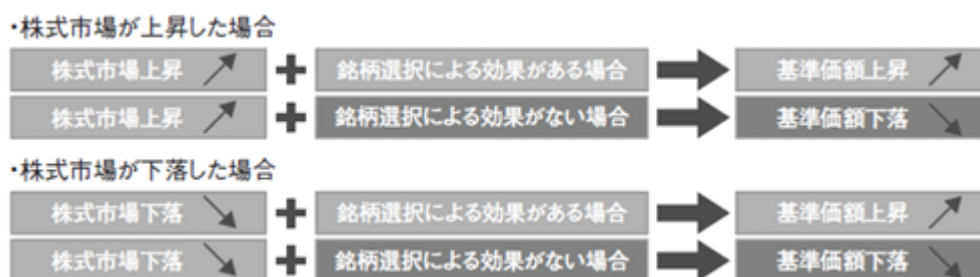 ・株式市場が上昇した場合
株式市場上昇 銘柄選択による効果がある場合 基準価額上昇
株式市場上昇 銘柄選択による効果がない場合 基準価額下落
・株式市場が下落した場合
株式市場下落 銘柄選択による効果がある場合 基準価額上昇
株式市場下落 銘柄選択による効果がない場合 基準価額下落